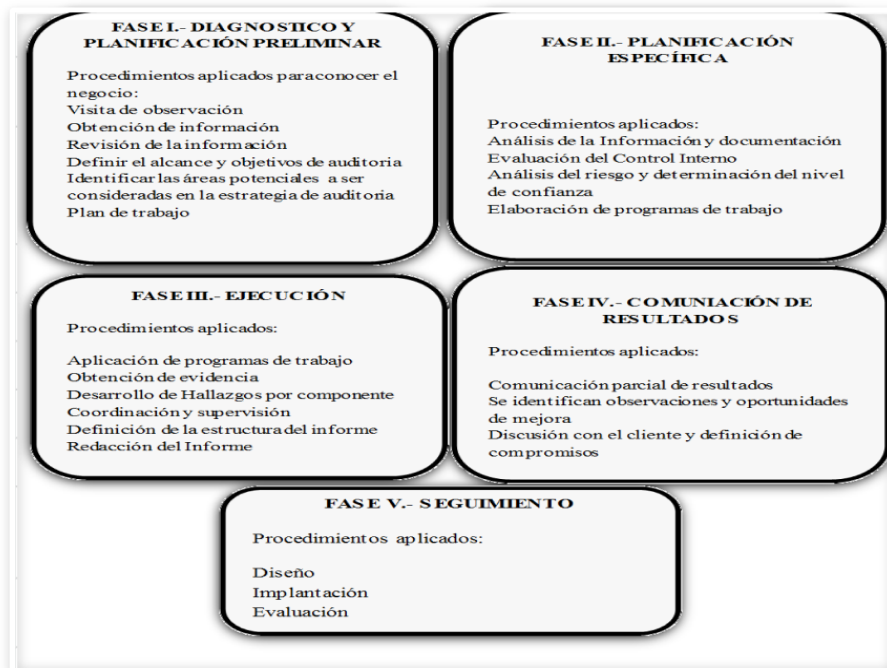 FASE I.- DIAGNOSTICO Y
PLANIFICACIÓN PRELIMINAR
Procedimientos aplicados para conocer el
negocio:
Visita de observación
Obtención de información
Revisión de la información
Definir el alcance y objetivos de auditoria
Identificar las áreas potenciales a ser
consideradas en la estrategia de auditoría
Plan de trabajo
FASE II.- PLANIFICACIÓN
ESPECÍFICA
Procedimientos aplicados:
Análisis de la Información y documentación
Evaluación del Control Interno
Análisis del riesgo y determinación del nivel
de confianza
Elaboración de programas de trabajo
FASE III.- EJECUCIÓN
Procedimientos aplicados:
Aplicación de programas de trabajo
Obtención de evidencia
Desarrollo de Hallazgos por componente
Coordinación y supervisión
Definición de la estructura del informe
Redacción del Informe
FASE IV.- COMUNIACIÓN DE
RESULTADOS
Procedimientos aplicados:
Comunicación parcial de resultados
Se identifican observaciones y oportunidades
de mejora
Discusión con el cliente y definición de
compromisos
FASE V.- SEGUIMIENTO
Procedimientos aplicados:
Diseño
Implantación
Evaluación